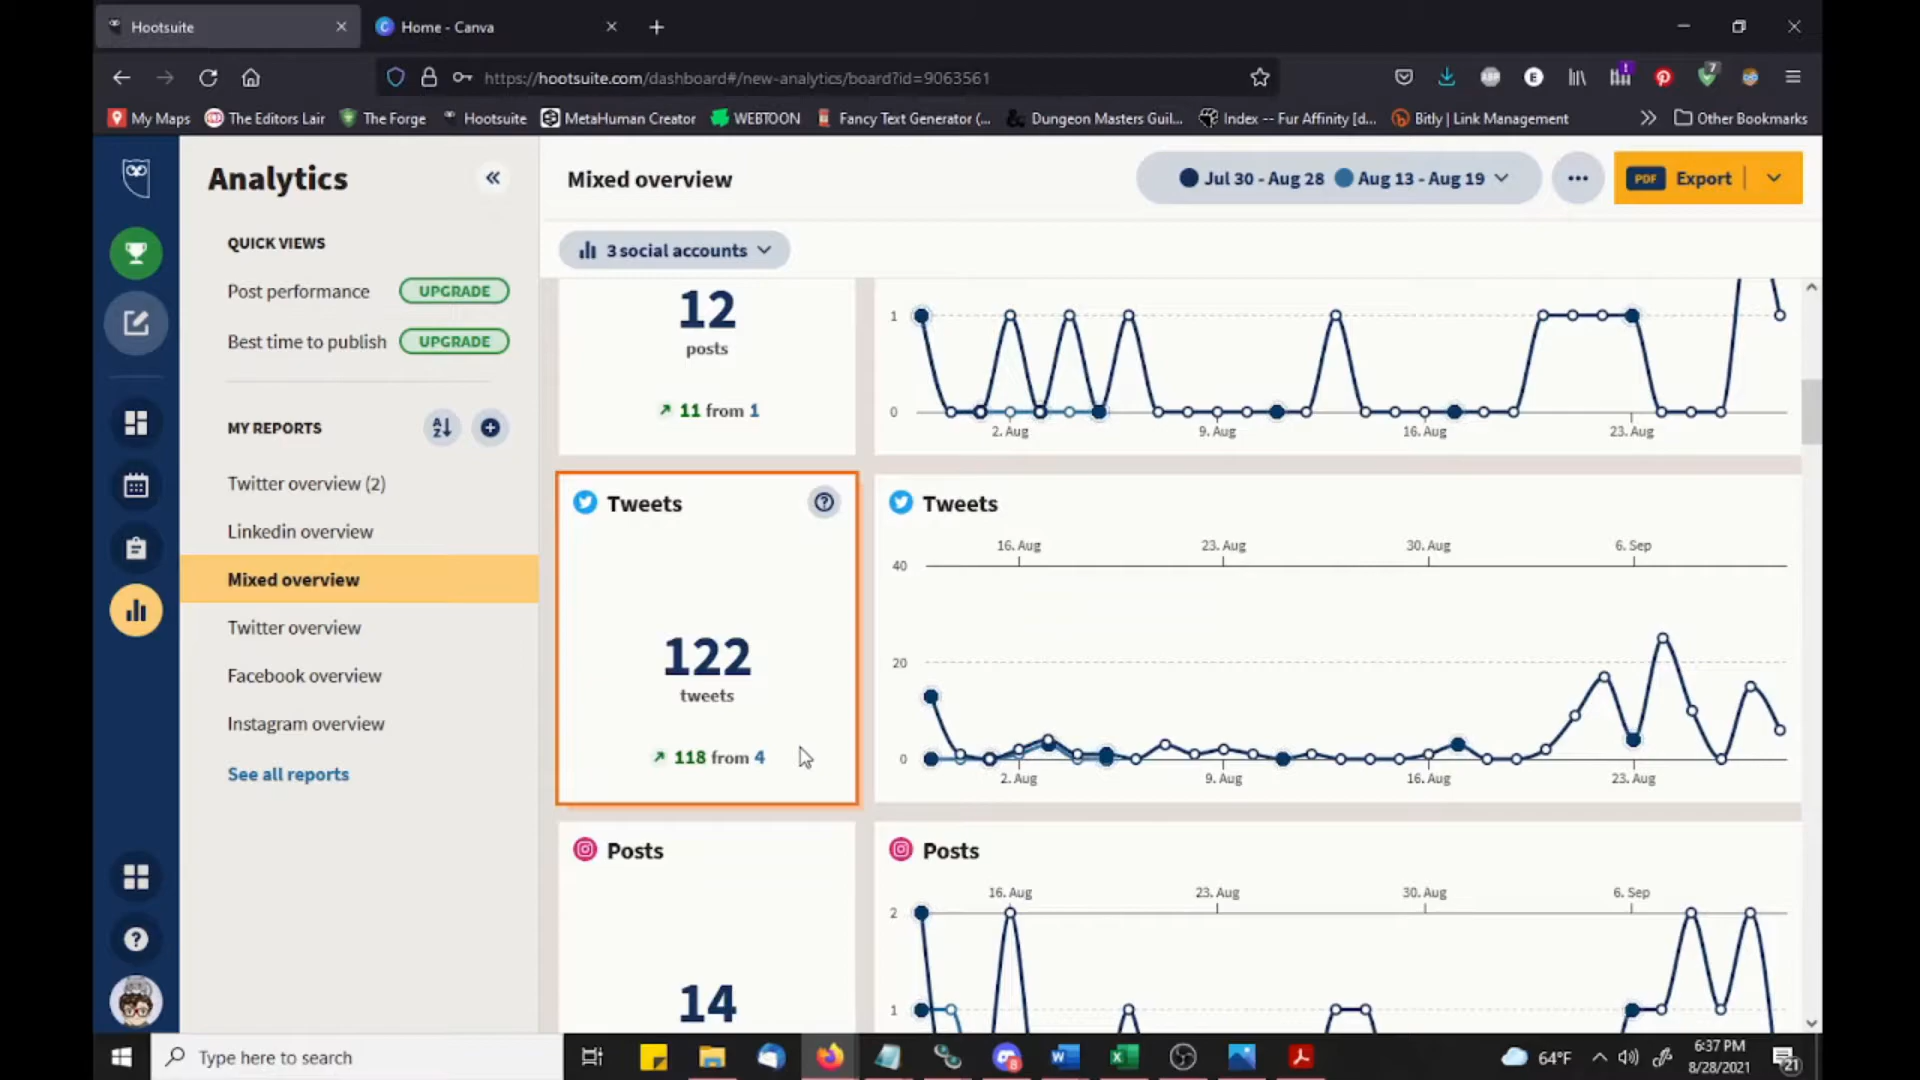 Hootsuite
Home - Canva
https://hootsuite.com/dashboard#/new-analytics/board?id=9063561
ABP
E
!
7
My Maps
The Editors Lair
The Forge
Hootsuite
MetaHuman Creator
WEBTOON
Fancy Text Generator (...
Dungeon Masters Guil...
Index -- Fur Affinity [d...
Bitly | Link Management
Other Bookmarks
Analytics
QUICK VIEWS
Post performance UPGRADE
Best time to publish UPGRADE
MY REPORTS
A Z
Twitter overview (2)
Linkedin overview
Mixed overview
Twitter overview
Facebook overview
Instagram overview
See all reports
Mixed overview
Jul 30 - Aug 28 Aug 13 - Aug 19
PDF Export
3 social accounts
12
posts
11 from 1
1
0
2. Aug 9. Aug 16. Aug 23. Aug
Tweets
122
tweets
118 from 4
Tweets
16. Aug 23. Aug 30. Aug 6. Sep
40
20
0
2. Aug 9. Aug 16. Aug 23. Aug
Posts
14
Posts
16. Aug 23. Aug 30. Aug 6. Sep
2
1
Type here to search
8
64°F
6:37 PM
8/28/2021
21